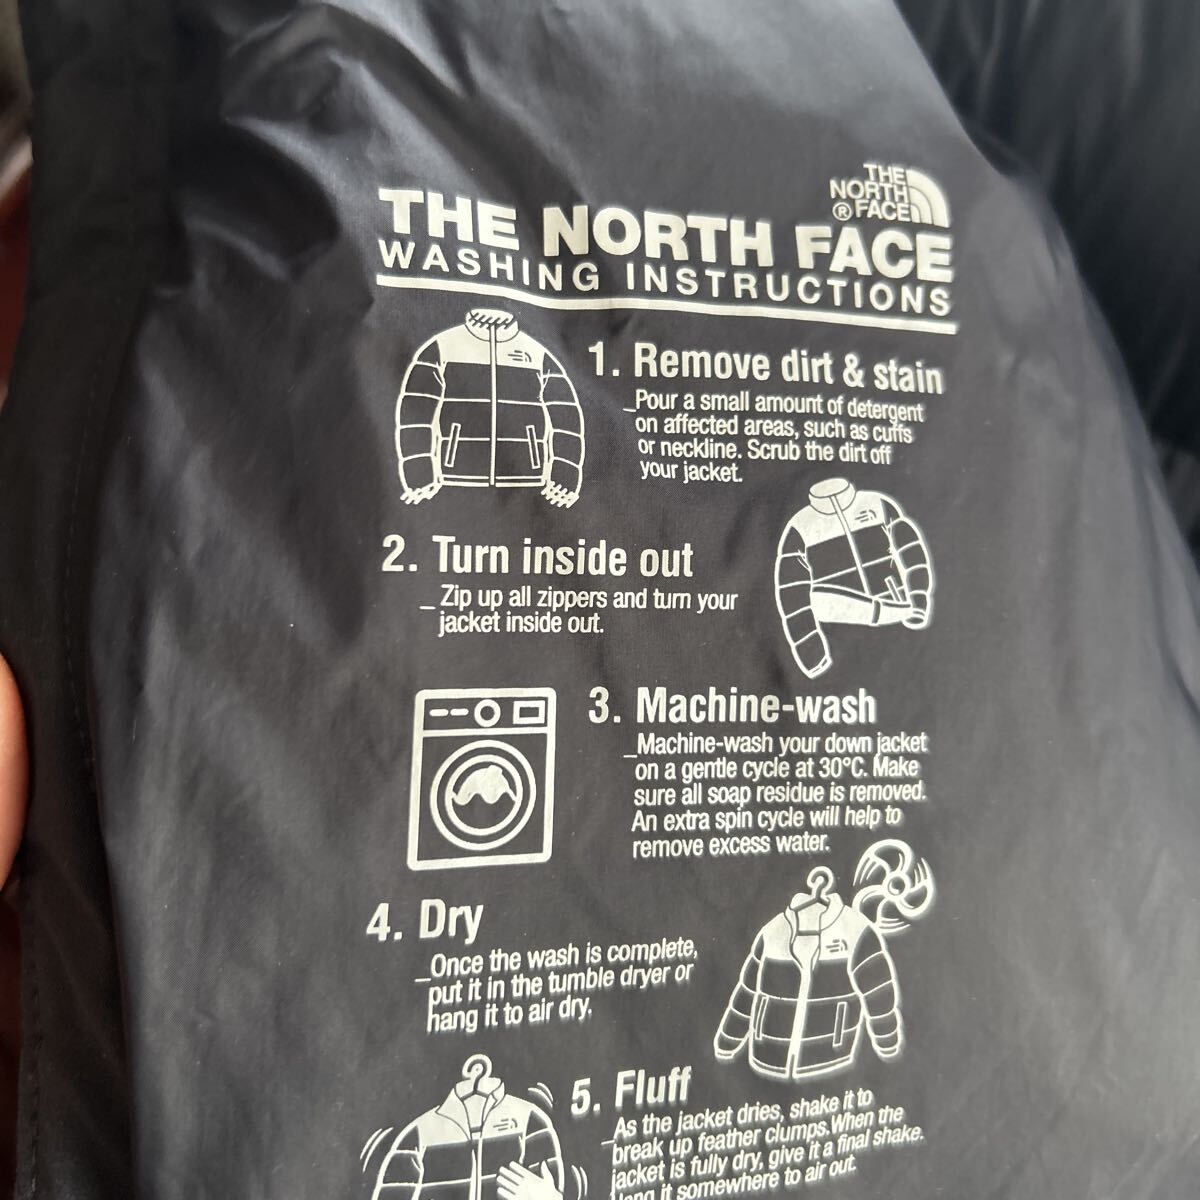 THE
NORTH
® FACE
THE NORTH FACE
WASHING INSTRUCTIONS
1. Remove dirt & stain
_Pour a small amount of detergent
on affected areas, such as cuffs
or neckline. Scrub the dirt off
your jacket.
2. Turn inside out
_ Zip up all zippers and turn your
jacket inside out.
3. Machine-wash
_Machine-wash your down jacket
on a gentle cycle at 30°C. Make
sure all soap residue is removed.
An extra spin cycle will help to
remove excess water.
4. Dry
_Once the wash is complete,
put it in the tumble dryer or
hang it to air dry.
5. Fluff
_As the jacket dries, shake it to
break up feather clumps. When the
jacket is fully dry, give it a final shake.
Hang it somewhere to air out.